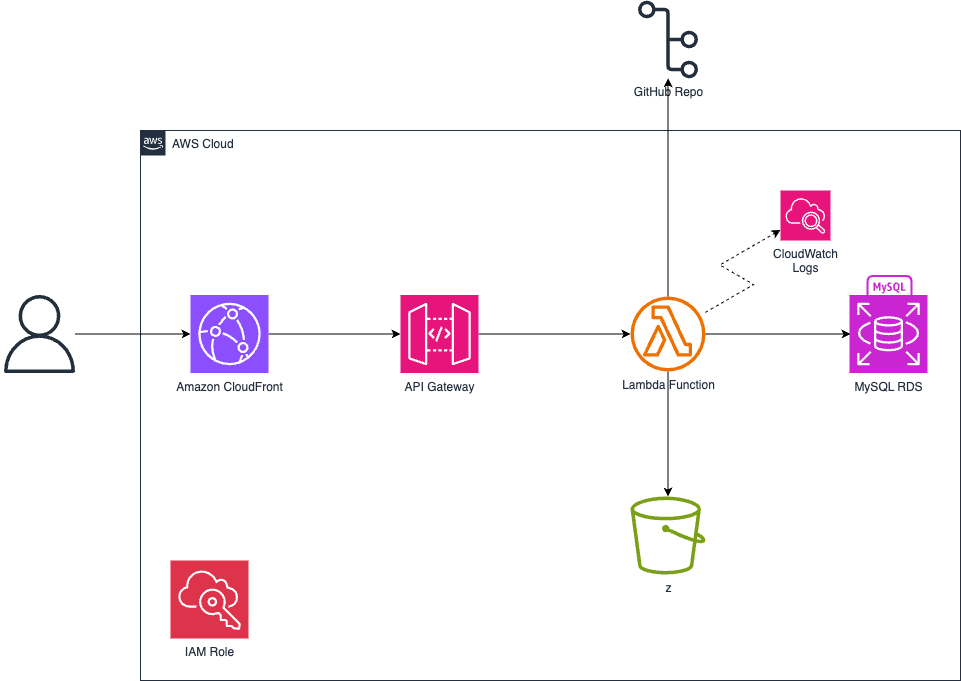 GitHub Repo
aws
AWS Cloud
CloudWatch
Logs
MySQL
Amazon CloudFront
</>
API Gateway
Lambda Function
MySQL RDS
z
IAM Role